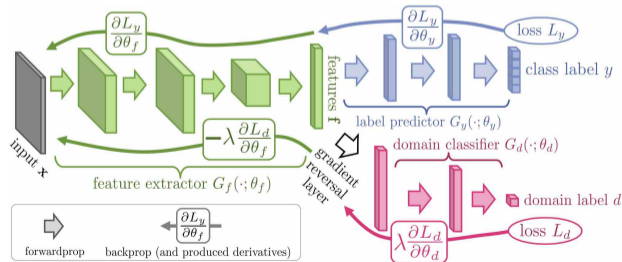 ∂L_y/∂θ_f
∂L_y/∂θ_y
loss L_y
features f
class label y
label predictor G_y(·;θ_y)
input x
−λ ∂L_d/∂θ_f
feature extractor G_f(·;θ_f)
gradient
reversal
layer
domain classifier G_d(·;θ_d)
domain label d
λ ∂L_d/∂θ_d
loss L_d
forwardprop
∂L_y/∂θ_f
backprop (and produced derivatives)